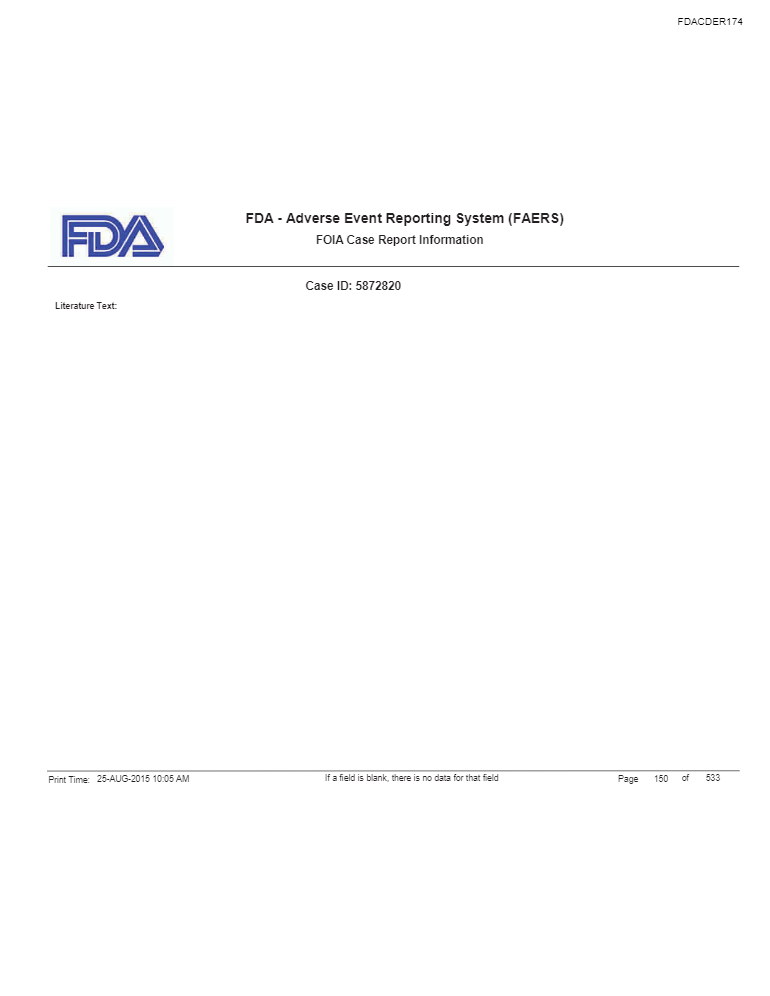 FDACDER174
FDA
FDA - Adverse Event Reporting System (FAERS)
FOIA Case Report Information
Case ID: 5872820
Literature Text:
Print Time: 25-AUG-2015 10:05 AM If a field is blank, there is no data for that field Page 150 of 533